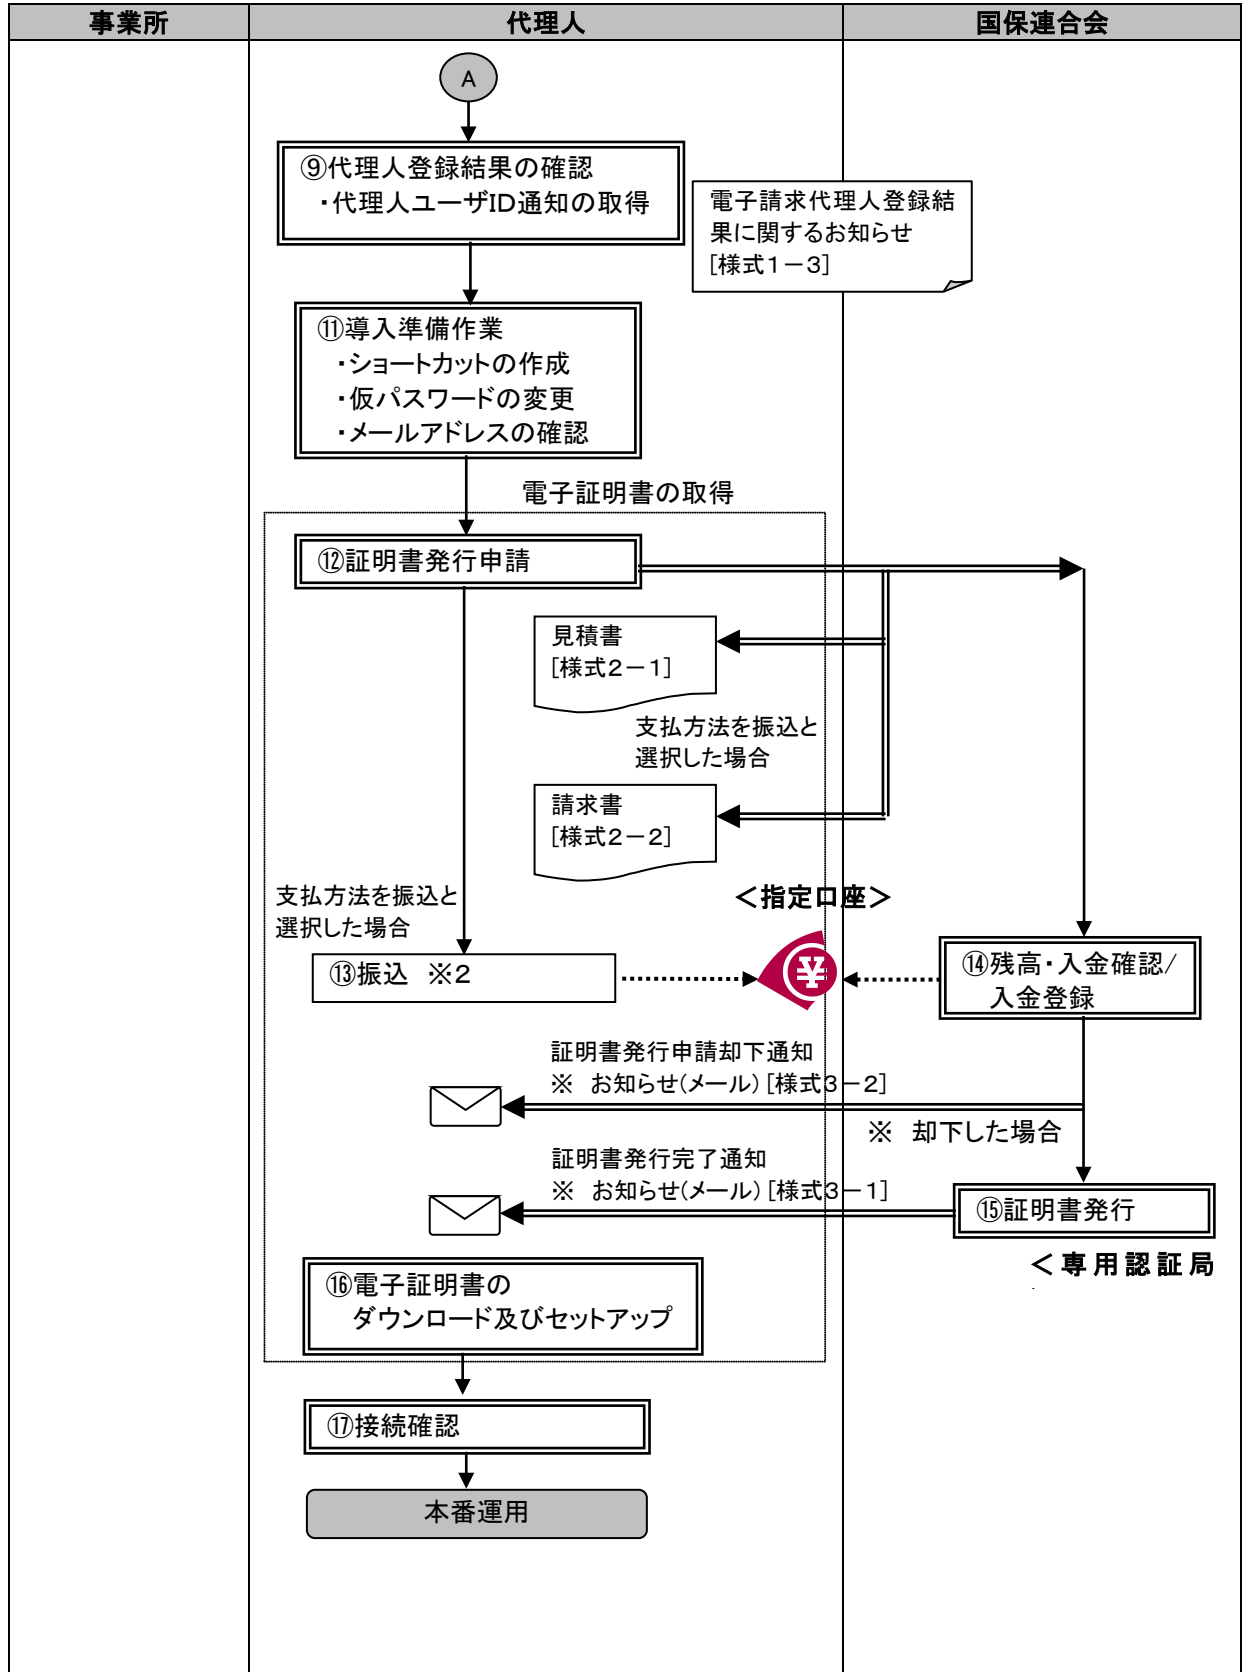 事業所
代理人
国保連合会
A
⑨代理人登録結果の確認
・代理人ユーザID通知の取得
電子請求代理人登録結
果に関するお知らせ
[様式1－3]
⑪導入準備作業
・ショートカットの作成
・仮パスワードの変更
・メールアドレスの確認
電子証明書の取得
⑫証明書発行申請
見積書
[様式2－1]
支払方法を振込と
選択した場合
請求書
[様式2－2]
支払方法を振込と
選択した場合
＜指定口座＞
⑬振込　※2
¥
⑭残高・入金確認/
入金登録
証明書発行申請却下通知
※　お知らせ(メール) [様式3－2]
※　却下した場合
証明書発行完了通知
※　お知らせ(メール) [様式3－1]
⑮証明書発行
＜専用認証局
⑯電子証明書の
ダウンロード及びセットアップ
⑰接続確認
本番運用